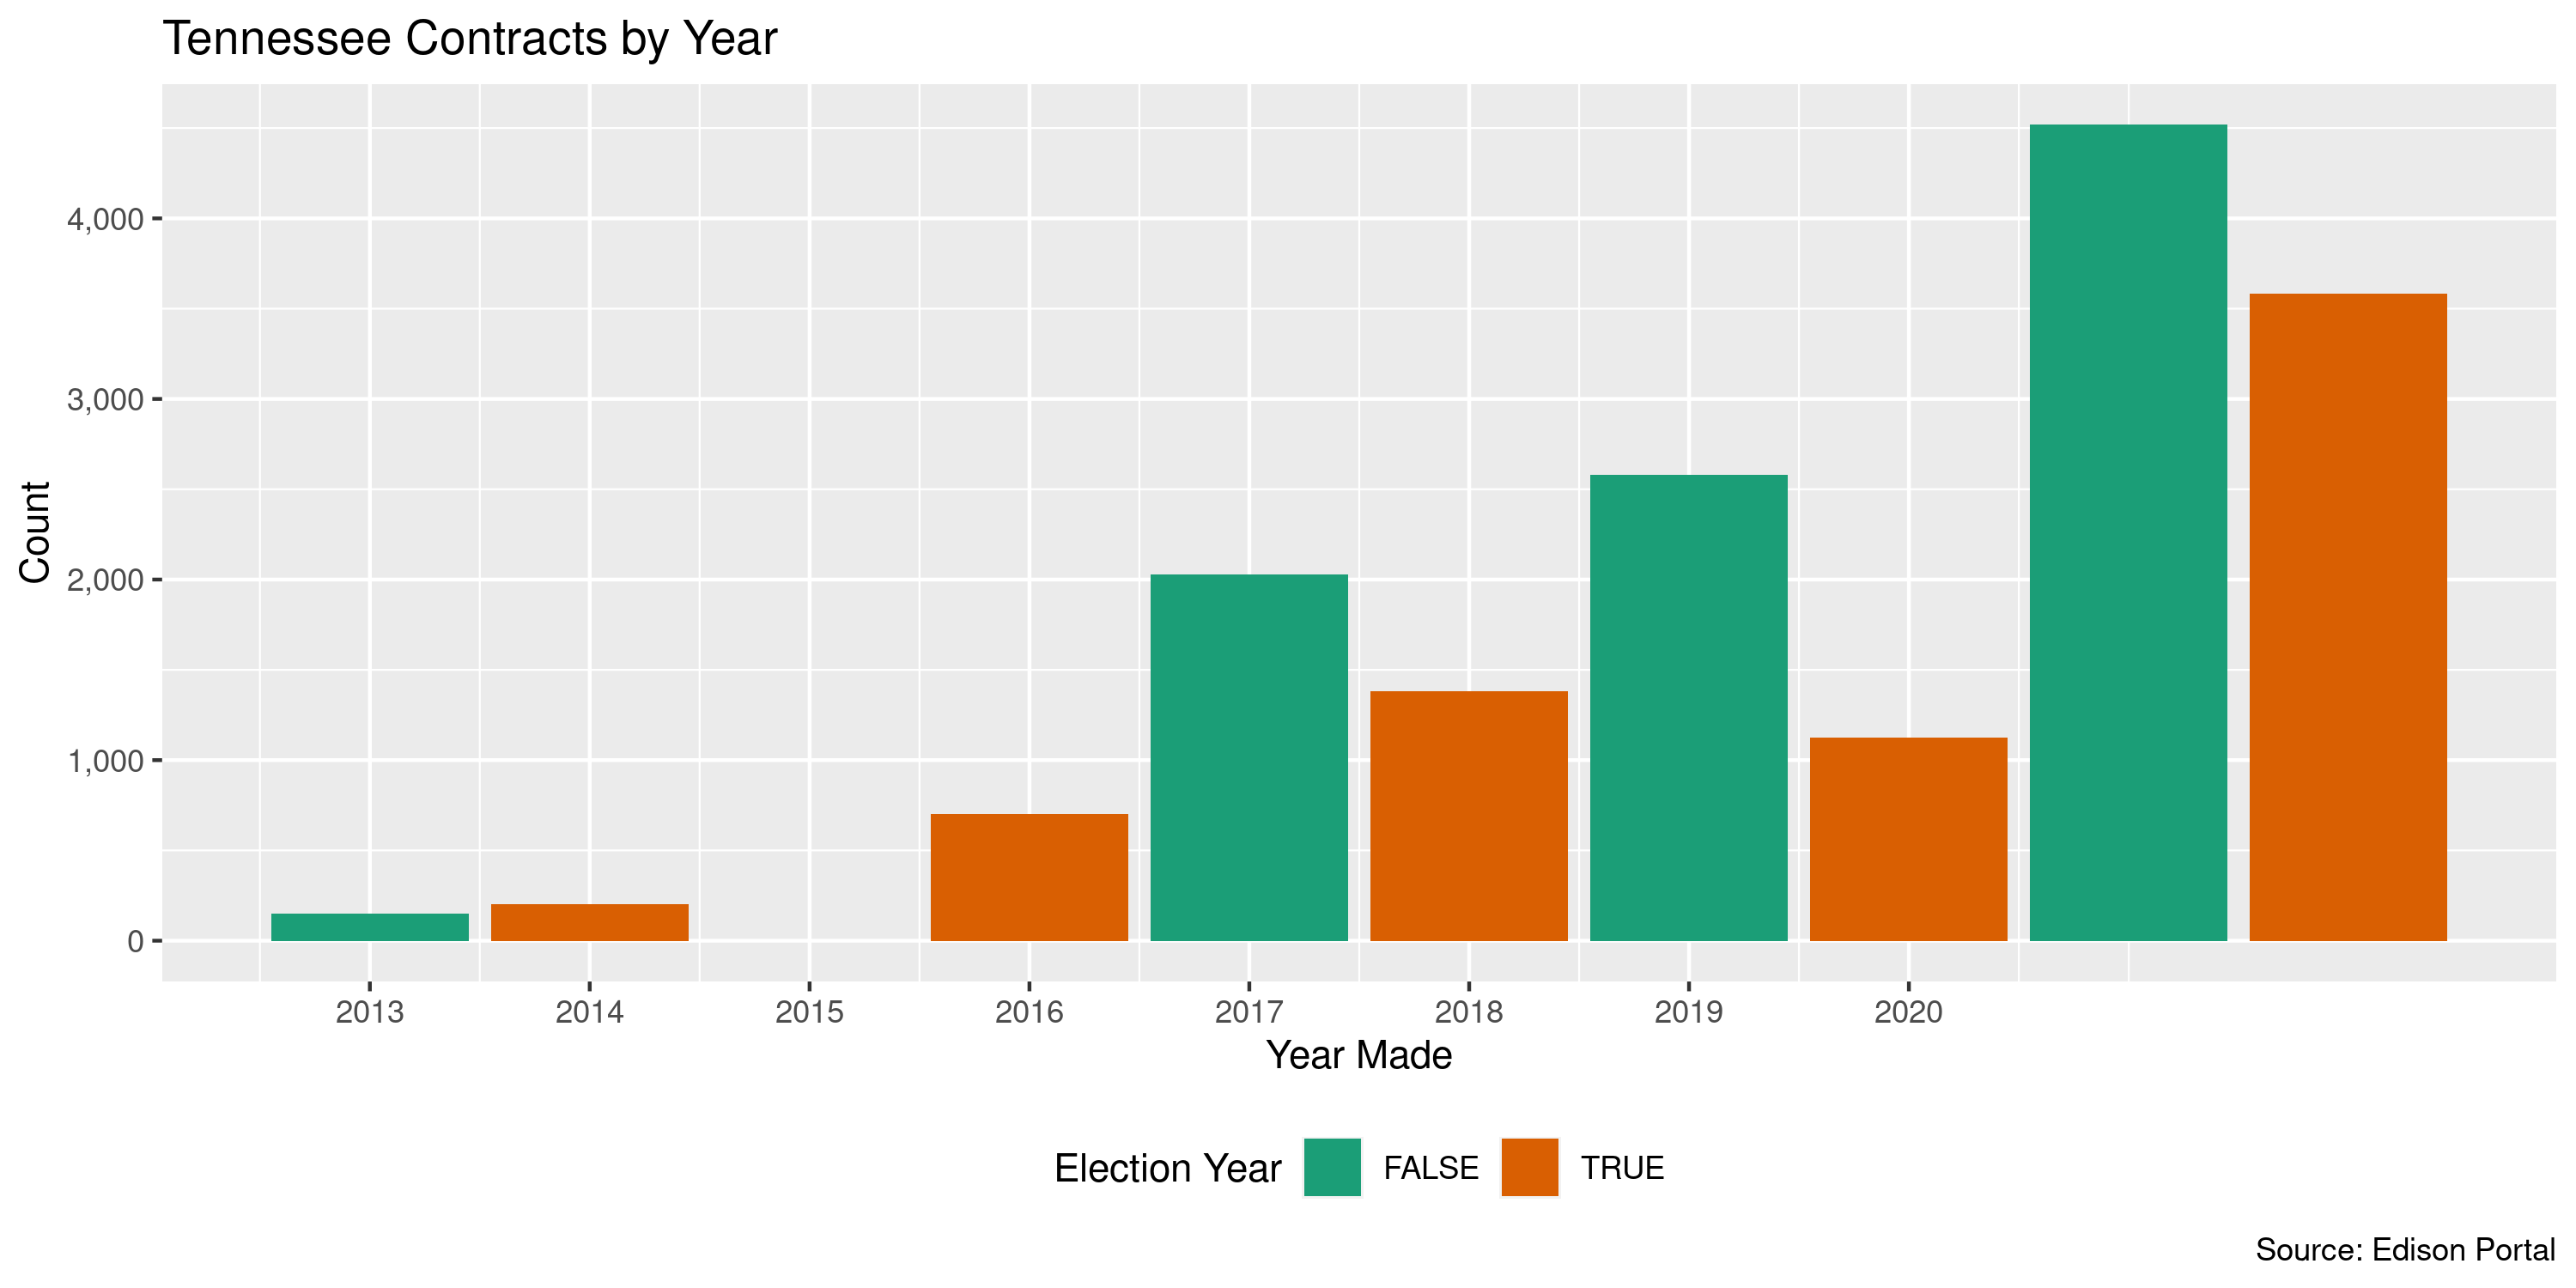 Tennessee Contracts by Year
Count
4,000
3,000
2,000
1,000
0
2013 2014 2015 2016 2017 2018 2019 2020
Year Made
Election Year FALSE TRUE
Source: Edison Portal